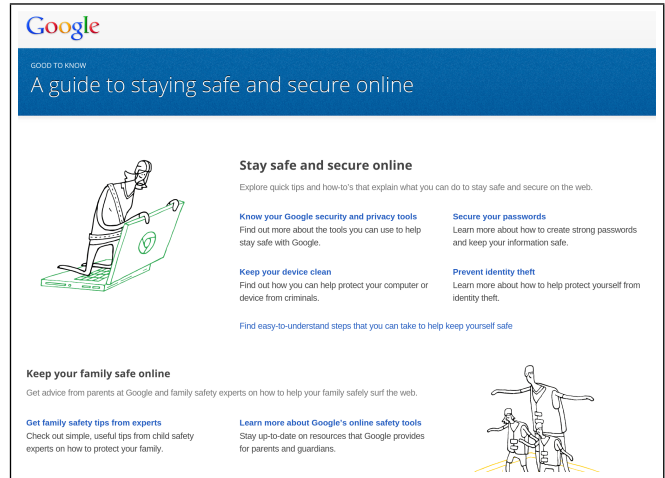 Google
GOOD TO KNOW
A guide to staying safe and secure online
Stay safe and secure online
Explore quick tips and how-to's that explain what you can do to stay safe and secure on the web.
Know your Google security and privacy tools
Find out more about the tools you can use to help
stay safe with Google.
Secure your passwords
Learn more about how to create strong passwords
and keep your information safe.
Keep your device clean
Find out how you can help protect your computer or
device from criminals.
Prevent identity theft
Learn more about how to help protect yourself from
identity theft.
Find easy-to-understand steps that you can take to help keep yourself safe
Keep your family safe online
Get advice from parents at Google and family safety experts on how to help your family safely surf the web.
Get family safety tips from experts
Check out simple, useful tips from child safety
experts on how to protect your family.
Learn more about Google's online safety tools
Stay up-to-date on resources that Google provides
for parents and guardians.